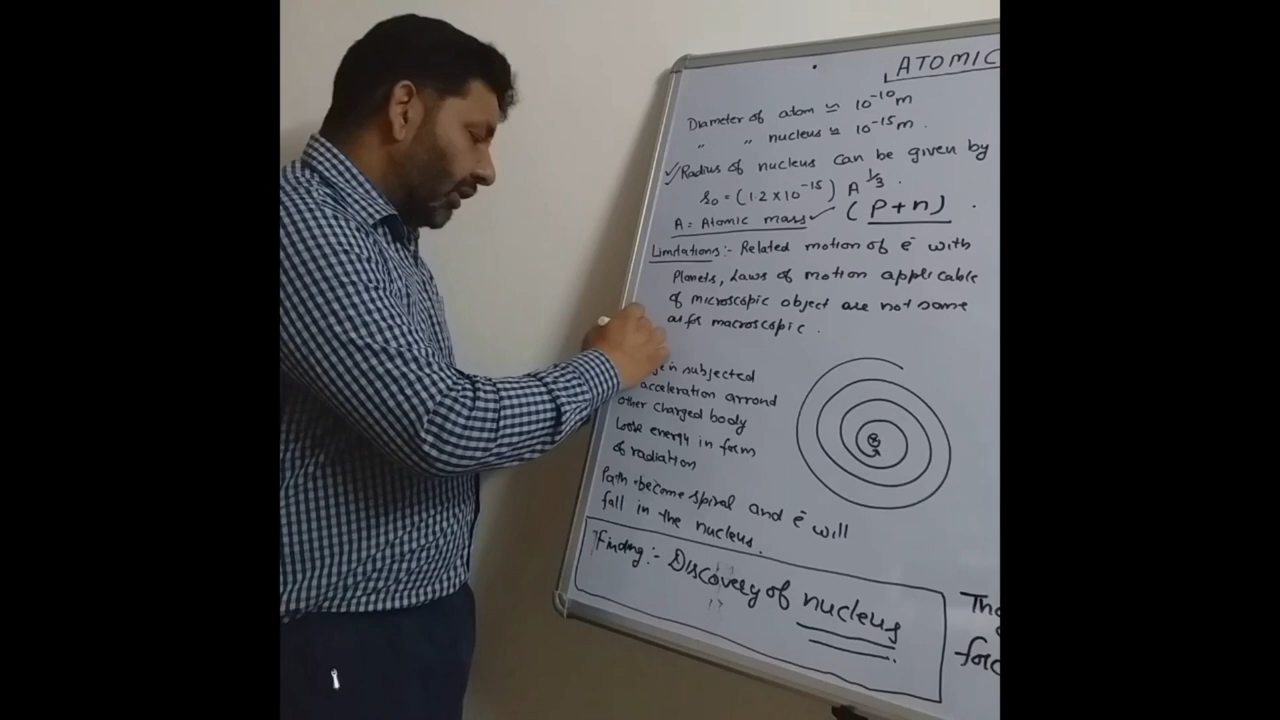 ATOMIC
Diameter of atom ≃ 10⁻¹⁰m
" " nucleus ≃ 10⁻¹⁵m.
✓Radius of nucleus can be given by
r₀ = (1.2×10⁻¹⁵) A^1/3.
A = Atomic mass ✓ (P+n).
Limitations:- Related motion of e⁻ with
Planets, Laws of motion applicable
of microscopic object are not same
as for macroscopic.
subjected
acceleration arrond
other charged body
Loose energy in form
of radiation
Path become spiral and e⁻ will
fall in the nucleus.
Finding:- Discovery of nucleus